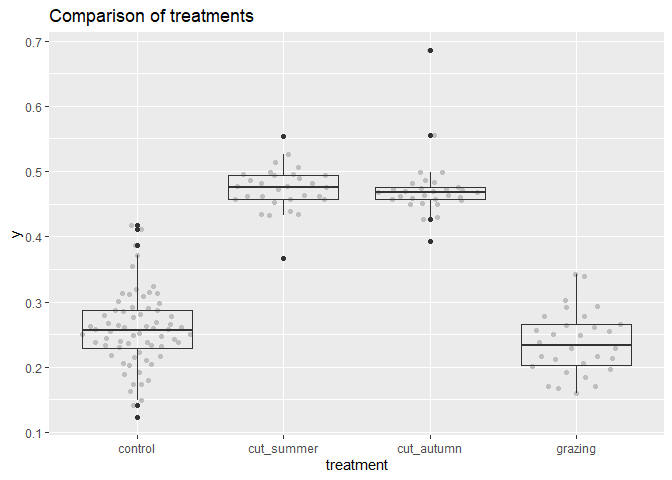 Comparison of treatments
0.7
0.6
0.5
0.4
0.3
0.2
0.1
y
control cut_summer cut_autumn grazing
treatment